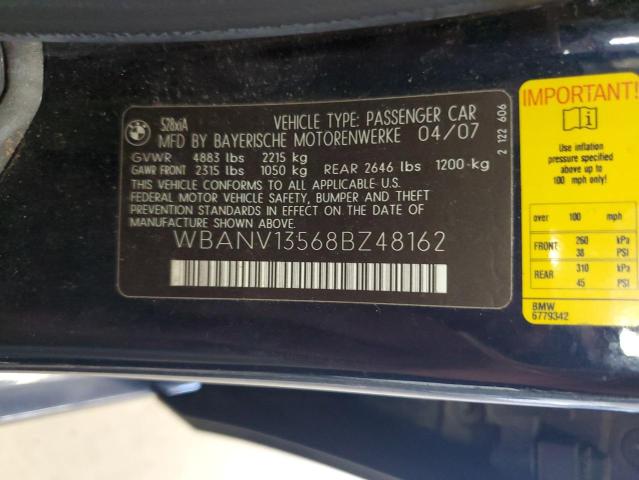 BMW
528xiA
VEHICLE TYPE: PASSENGER CAR
MFD BY BAYERISCHE MOTORENWERKE 04/07
GVWR 4883 lbs 2215 kg
GAWR FRONT 2315 lbs 1050 kg REAR 2646 lbs 1200 kg
THIS VEHICLE CONFORMS TO ALL APPLICABLE U.S.
FEDERAL MOTOR VEHICLE SAFETY, BUMPER AND THEFT
PREVENTION STANDARDS IN EFFECT ON THE DATE OF
MANUFACTURE SHOWN ABOVE.
WBANV13568BZ48162
2 122 606
IMPORTANT!
Use inflation
pressure specified
for speeds up to
100 mph only!
over 100 mph
FRONT 260 kPa
38 PSI
REAR 310 kPa
45 PSI
BMW
6779342